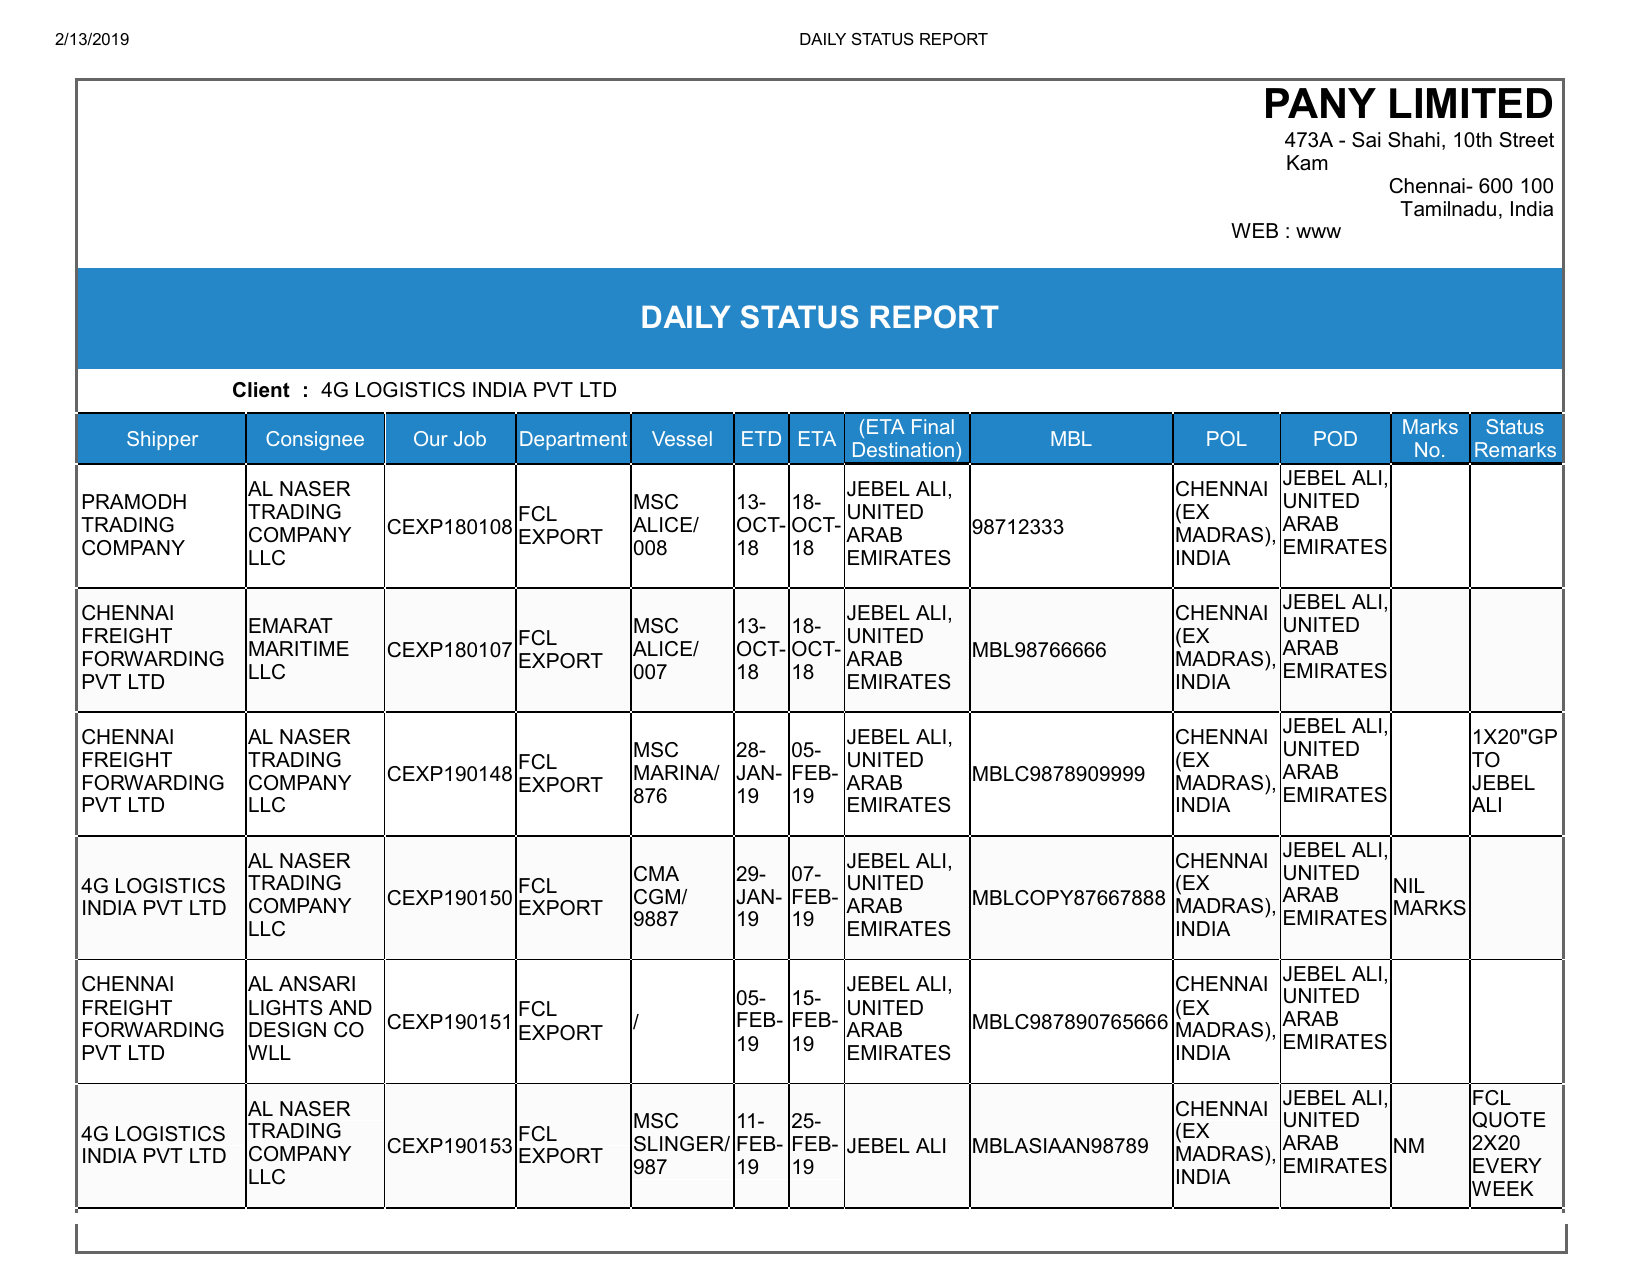 2/13/2019 DAILY STATUS REPORT
PANY LIMITED
473A - Sai Shahi, 10th Street
Kam
Chennai- 600 100
Tamilnadu, India
WEB : www
DAILY STATUS REPORT
Client : 4G LOGISTICS INDIA PVT LTD
Shipper
Consignee
Our Job
Department
Vessel
ETD
ETA
(ETA Final
Destination)
MBL
POL
POD
Marks
No.
Status
Remarks
PRAMODH
TRADING
COMPANY
AL NASER
TRADING
COMPANY
LLC
CEXP180108
FCL
EXPORT
MSC
ALICE/
008
13-
OCT-
18
18-
OCT-
18
JEBEL ALI,
UNITED
ARAB
EMIRATES
98712333
CHENNAI
(EX
MADRAS),
INDIA
JEBEL ALI,
UNITED
ARAB
EMIRATES
CHENNAI
FREIGHT
FORWARDING
PVT LTD
EMARAT
MARITIME
LLC
CEXP180107
FCL
EXPORT
MSC
ALICE/
007
13-
OCT-
18
18-
OCT-
18
JEBEL ALI,
UNITED
ARAB
EMIRATES
MBL98766666
CHENNAI
(EX
MADRAS),
INDIA
JEBEL ALI,
UNITED
ARAB
EMIRATES
CHENNAI
FREIGHT
FORWARDING
PVT LTD
AL NASER
TRADING
COMPANY
LLC
CEXP190148
FCL
EXPORT
MSC
MARINA/
876
28-
JAN-
19
05-
FEB-
19
JEBEL ALI,
UNITED
ARAB
EMIRATES
MBLC9878909999
CHENNAI
(EX
MADRAS),
INDIA
JEBEL ALI,
UNITED
ARAB
EMIRATES
1X20"GP
TO
JEBEL
ALI
4G LOGISTICS
INDIA PVT LTD
AL NASER
TRADING
COMPANY
LLC
CEXP190150
FCL
EXPORT
CMA
CGM/
9887
29-
JAN-
19
07-
FEB-
19
JEBEL ALI,
UNITED
ARAB
EMIRATES
MBLCOPY87667888
CHENNAI
(EX
MADRAS),
INDIA
JEBEL ALI,
UNITED
ARAB
EMIRATES
NIL
MARKS
CHENNAI
FREIGHT
FORWARDING
PVT LTD
AL ANSARI
LIGHTS AND
DESIGN CO
WLL
CEXP190151
FCL
EXPORT
/
05-
FEB-
19
15-
FEB-
19
JEBEL ALI,
UNITED
ARAB
EMIRATES
MBLC987890765666
CHENNAI
(EX
MADRAS),
INDIA
JEBEL ALI,
UNITED
ARAB
EMIRATES
4G LOGISTICS
INDIA PVT LTD
AL NASER
TRADING
COMPANY
LLC
CEXP190153
FCL
EXPORT
MSC
SLINGER/
987
11-
FEB-
19
25-
FEB-
19
JEBEL ALI
MBLASIAAN98789
CHENNAI
(EX
MADRAS),
INDIA
JEBEL ALI,
UNITED
ARAB
EMIRATES
NM
FCL
QUOTE
2X20
EVERY
WEEK